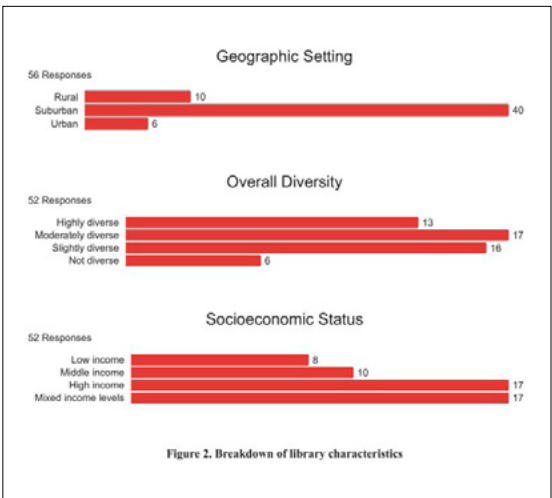 Geographic Setting
56 Responses
Rural 10
Suburban 40
Urban 6
Overall Diversity
52 Responses
Highly diverse 13
Moderately diverse 17
Slightly diverse 16
Not diverse 6
Socioeconomic Status
52 Responses
Low income 8
Middle income 10
High income 17
Mixed income levels 17
Figure 2. Breakdown of library characteristics